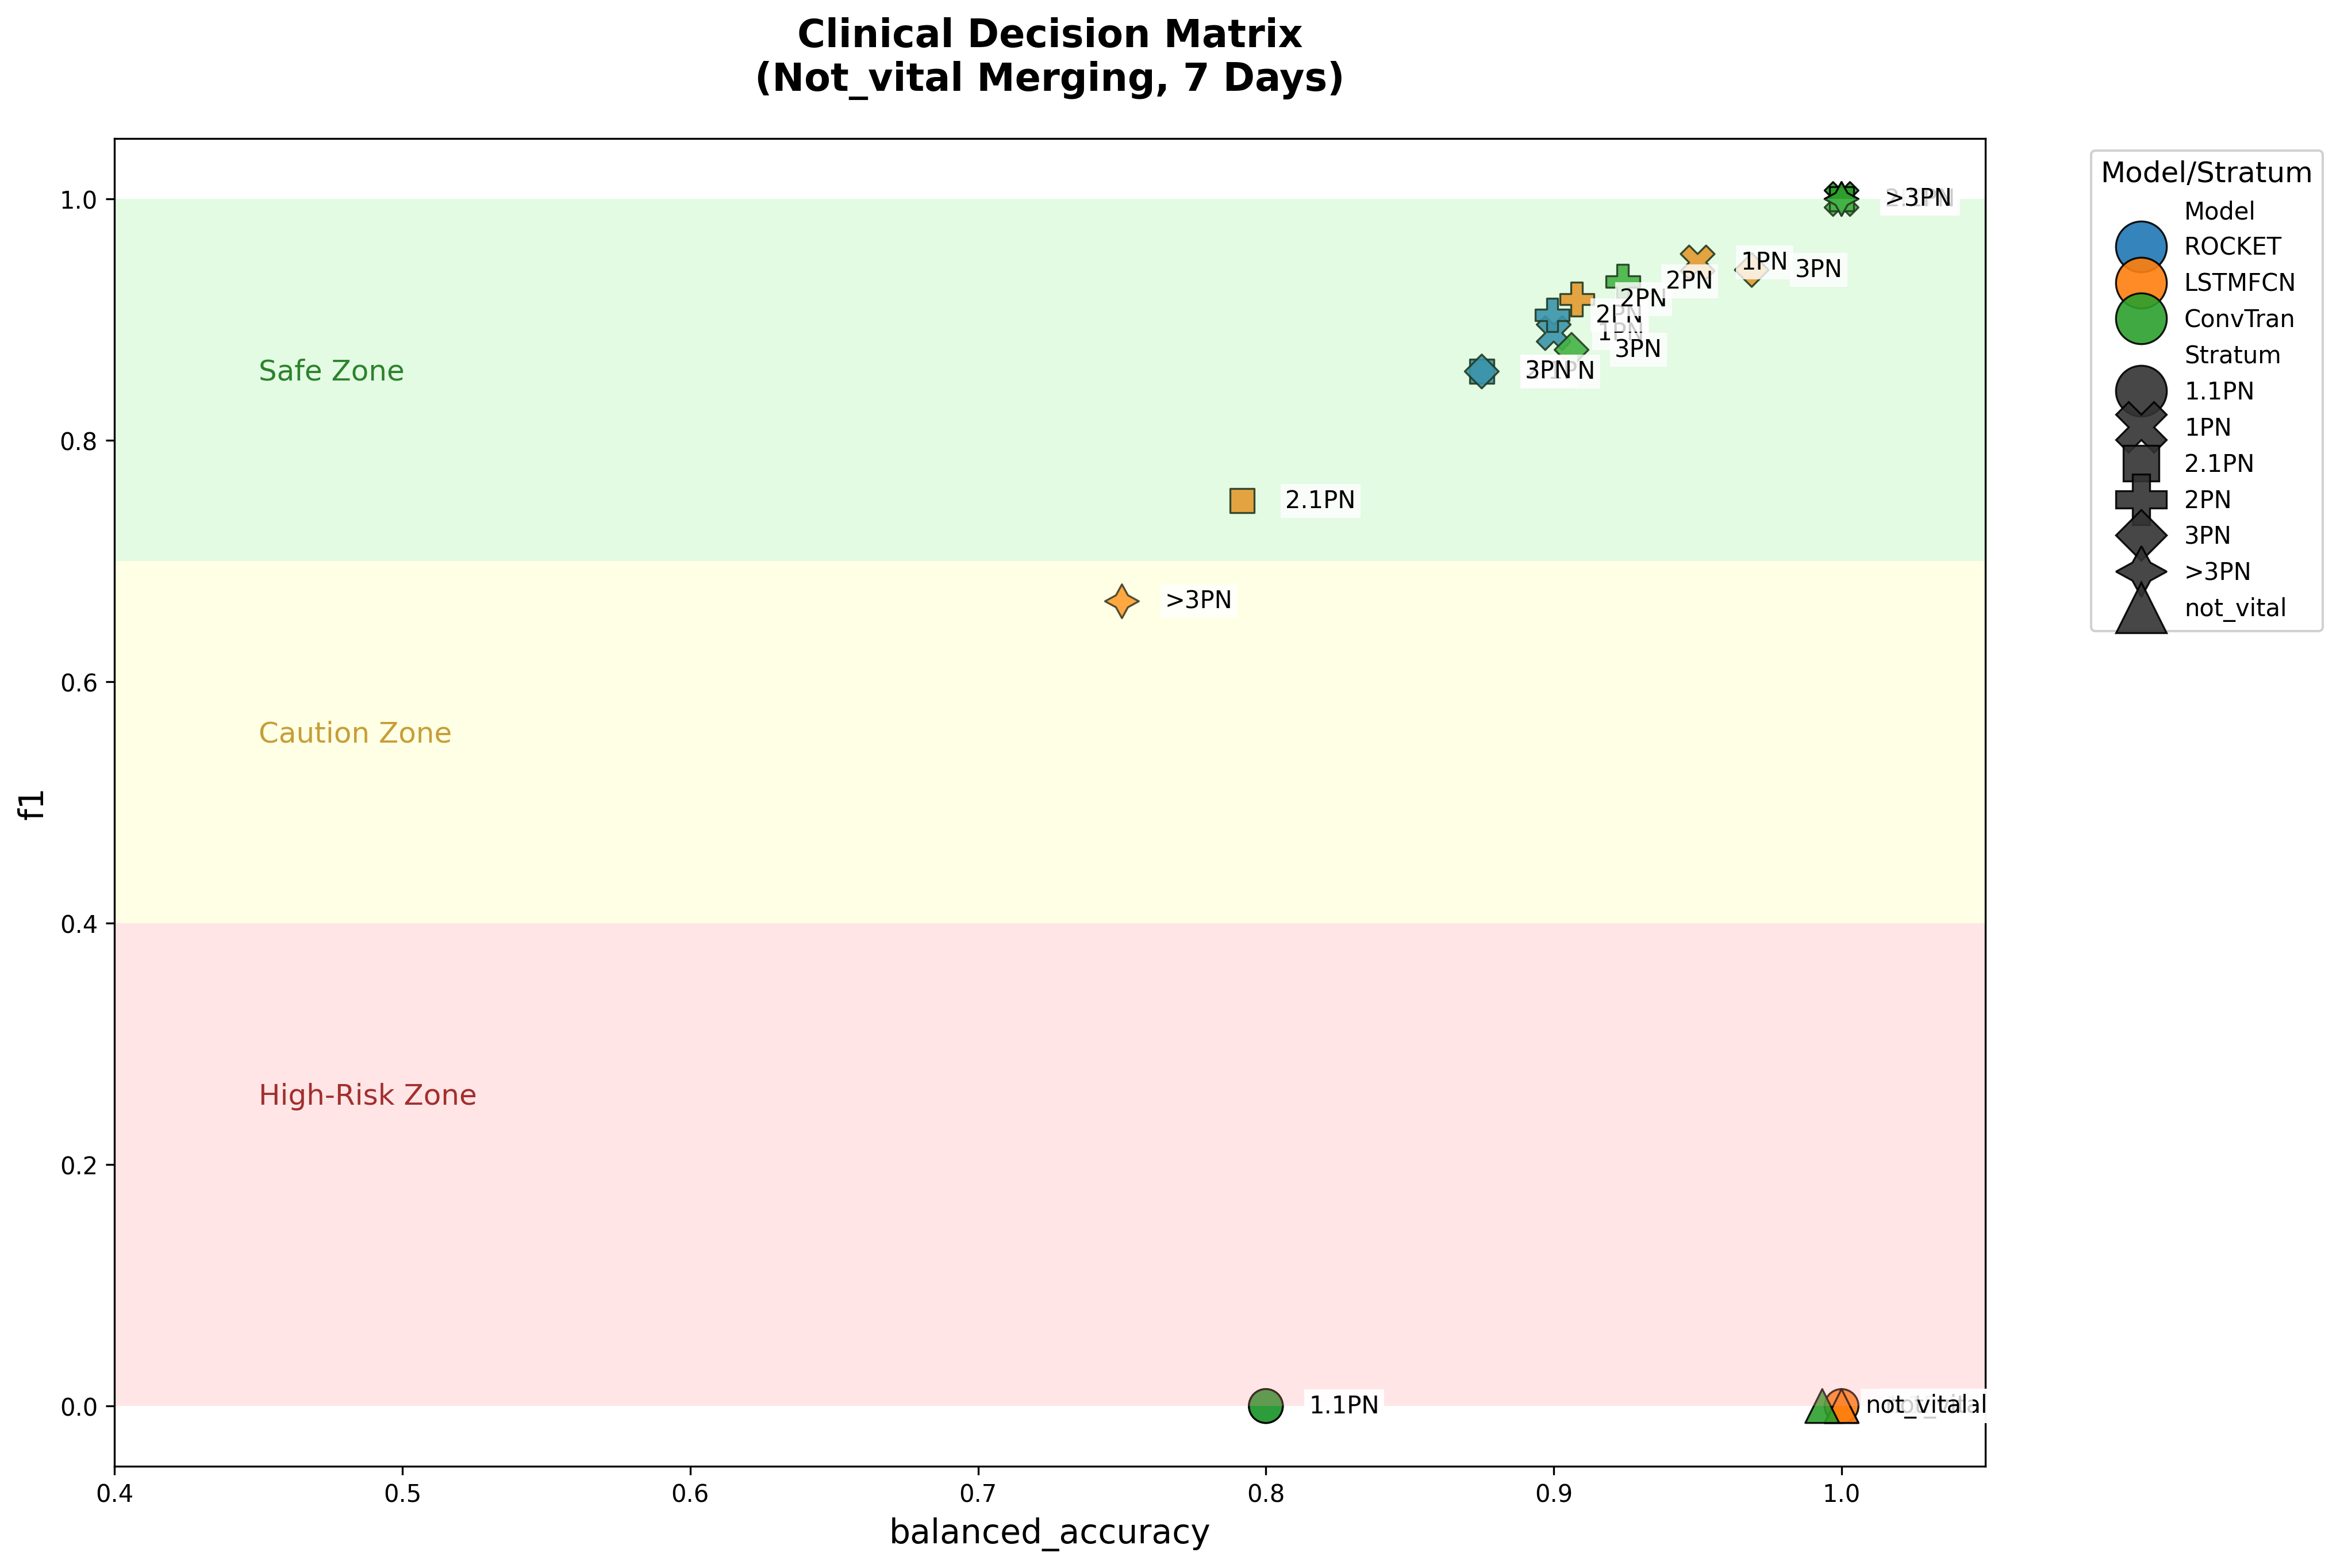 Clinical Decision Matrix
(Not_vital Merging, 7 Days)
f1
1.0
0.8
0.6
0.4
0.2
0.0
Safe Zone
Caution Zone
High-Risk Zone
>3PN
1PN
3PN
2PN
2PN
2PN
1PN
3PN
3PN
2.1PN
>3PN
1.1PN
not_vital
0.4
0.5
0.6
0.7
0.8
0.9
1.0
balanced_accuracy
Model/Stratum
Model
ROCKET
LSTMFCN
ConvTran
Stratum
1.1PN
1PN
2.1PN
2PN
3PN
>3PN
not_vital